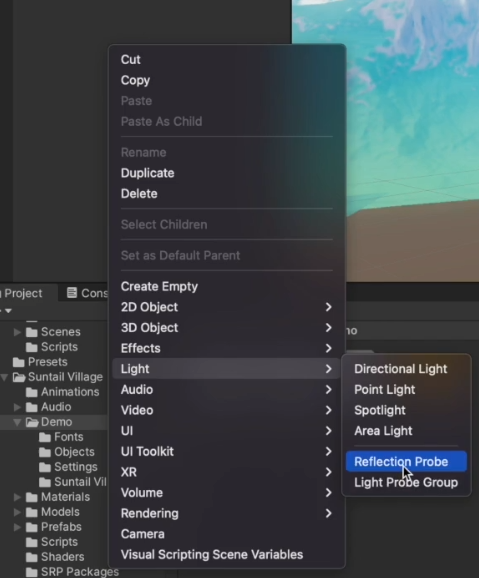 Cut
Copy
Paste
Paste As Child
Rename
Duplicate
Delete
Select Children
Set as Default Parent
Create Empty
2D Object
3D Object
Effects
Light
Audio
Video
UI
UI Toolkit
XR
Volume
Rendering
Camera
Visual Scripting Scene Variables
Directional Light
Point Light
Spotlight
Area Light
Reflection Probe
Light Probe Group
Project
Cons
Scenes
Scripts
Presets
Suntail Village
Animations
Audio
Demo
Fonts
Objects
Settings
Suntail Vil
Materials
Models
Prefabs
Scripts
Shaders
SRP Packages
no